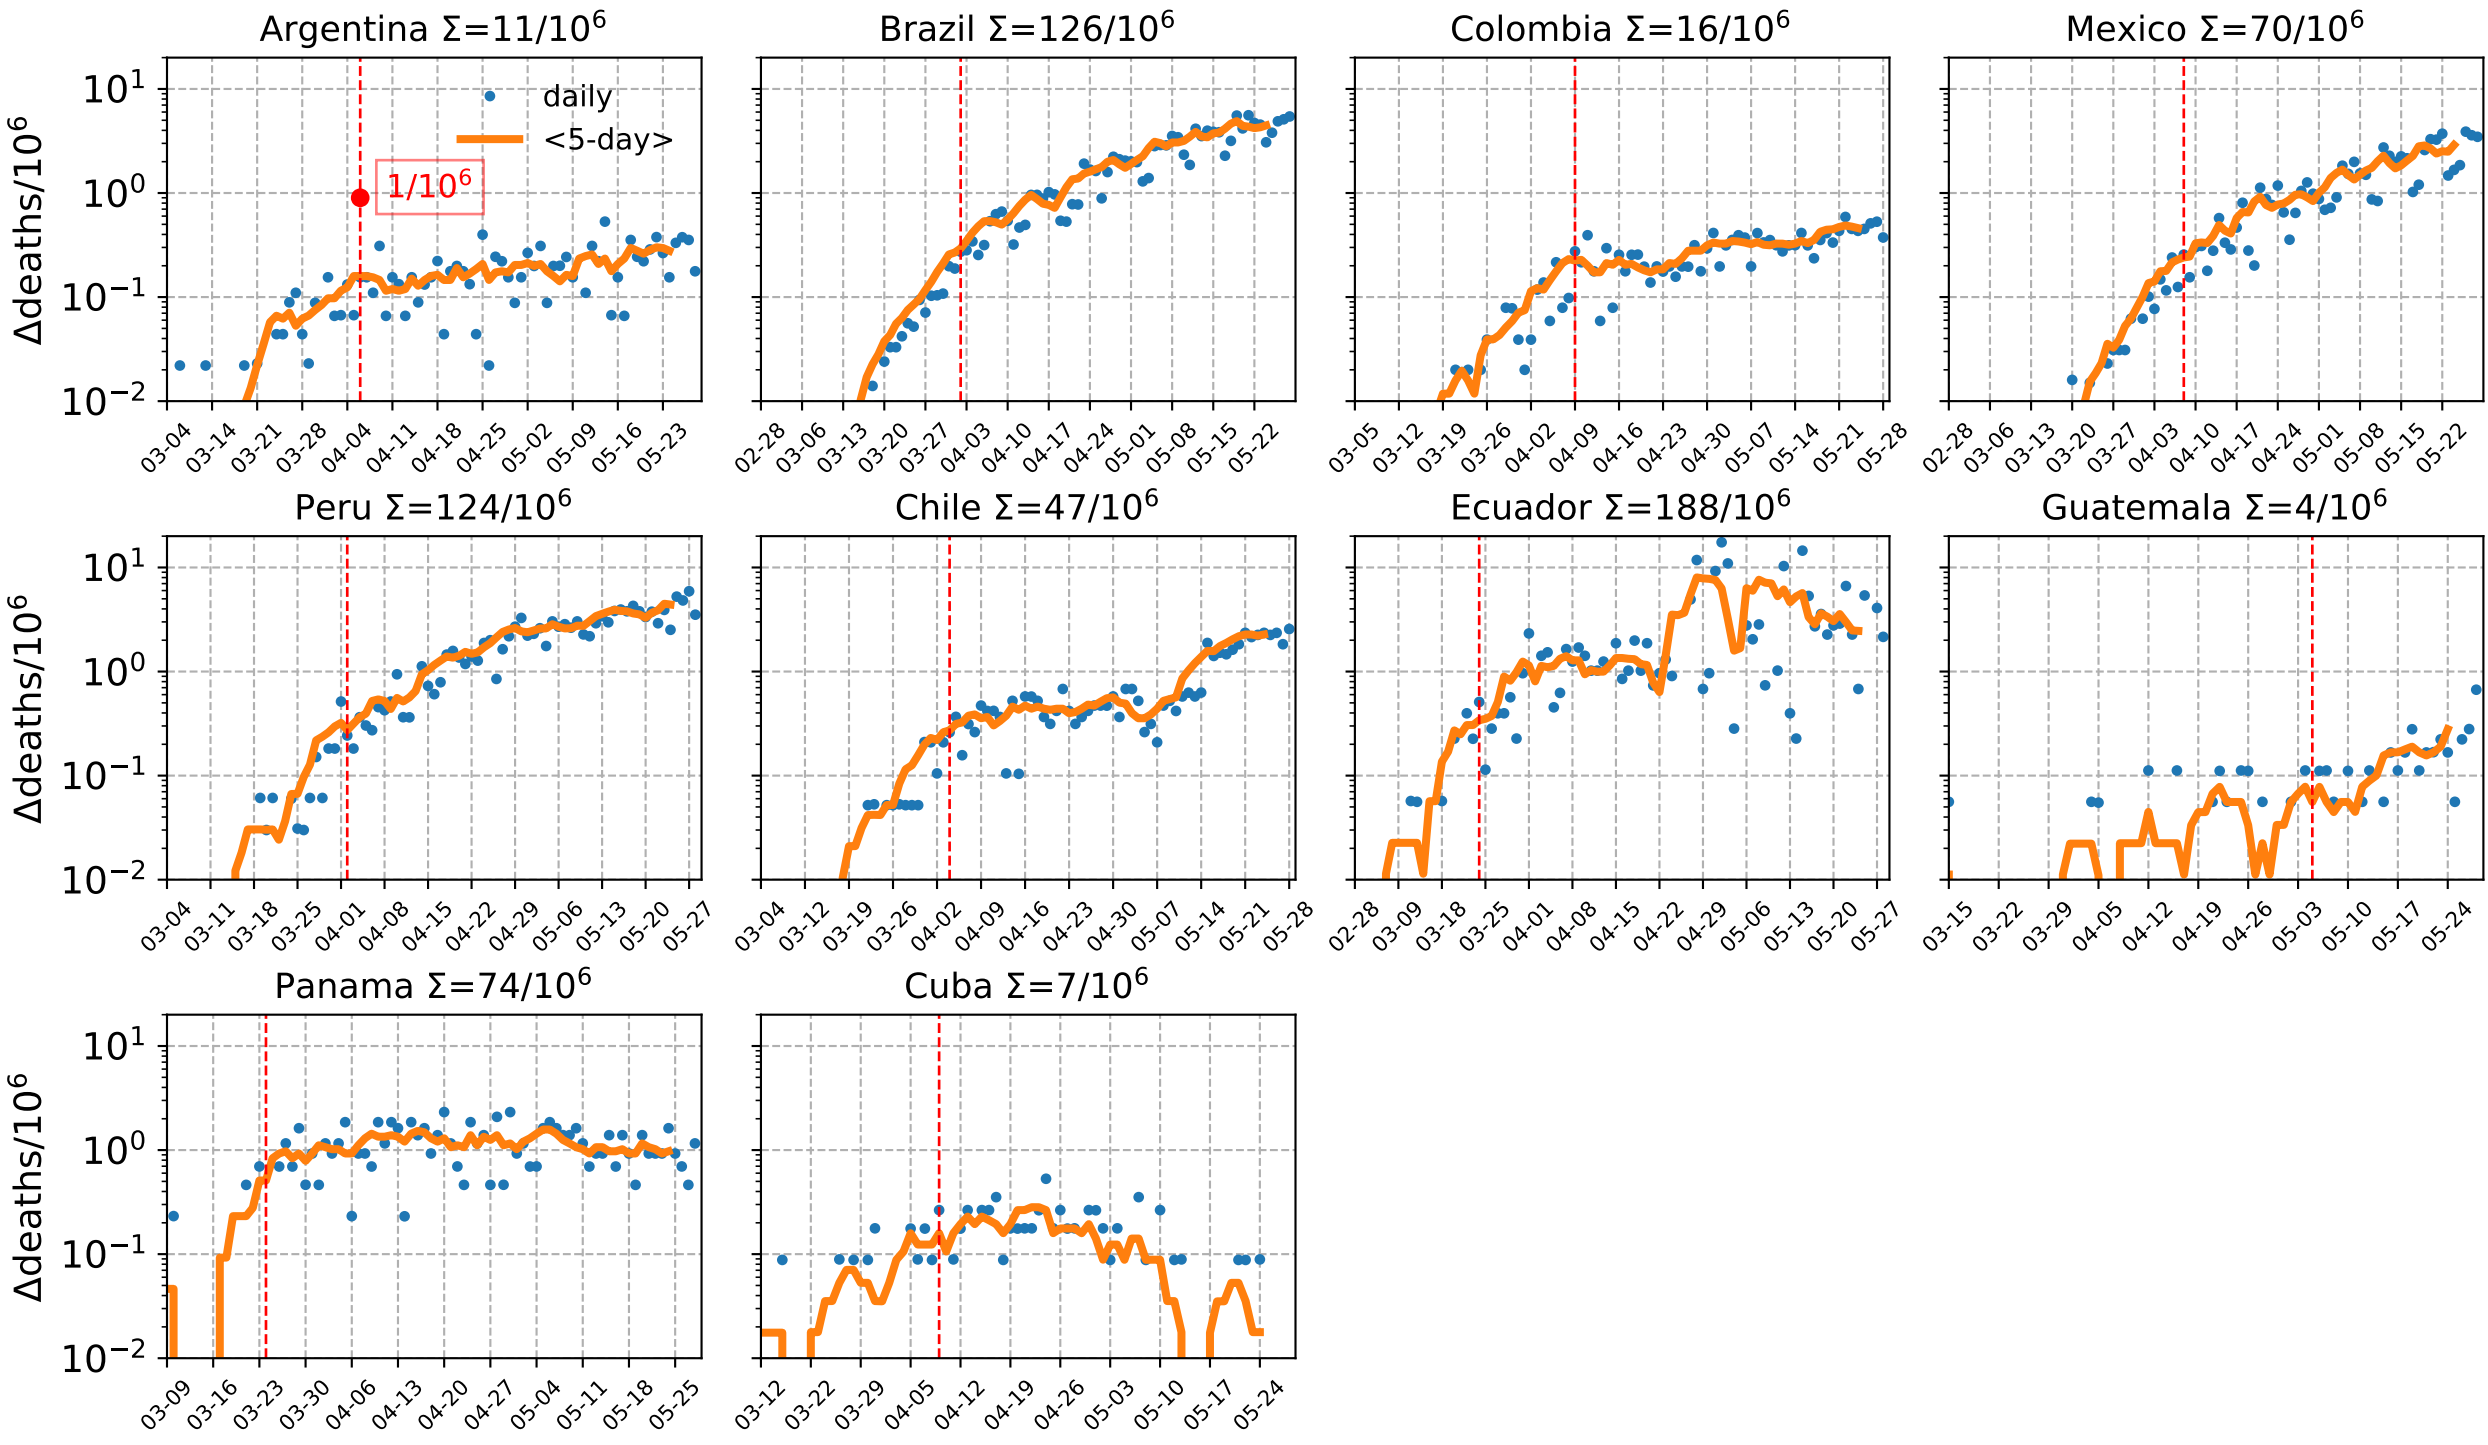 Argentina Σ=11/10⁶
Brazil Σ=126/10⁶
Colombia Σ=16/10⁶
Mexico Σ=70/10⁶
Δdeaths/10⁶
10¹
10⁰
10⁻¹
10⁻²
daily
<5-day>
1/10⁶
03-04 03-14 03-21 03-28 04-04 04-11 04-18 04-25 05-02 05-09 05-16 05-23
02-28 03-06 03-13 03-20 03-27 04-03 04-10 04-17 04-24 05-01 05-08 05-15 05-22
03-05 03-12 03-19 03-26 04-02 04-09 04-16 04-23 04-30 05-07 05-14 05-21 05-28
02-28 03-06 03-13 03-20 03-27 04-03 04-10 04-17 04-24 05-01 05-08 05-15 05-22
Peru Σ=124/10⁶
Chile Σ=47/10⁶
Ecuador Σ=188/10⁶
Guatemala Σ=4/10⁶
Δdeaths/10⁶
10¹
10⁰
10⁻¹
10⁻²
03-04 03-11 03-18 03-25 04-01 04-08 04-15 04-22 04-29 05-06 05-13 05-20 05-27
03-04 03-12 03-19 03-26 04-02 04-09 04-16 04-23 04-30 05-07 05-14 05-21 05-28
02-28 03-09 03-18 03-25 04-01 04-08 04-15 04-22 04-29 05-06 05-13 05-20 05-27
03-15 03-22 03-29 04-05 04-12 04-19 04-26 05-03 05-10 05-17 05-24
Panama Σ=74/10⁶
Cuba Σ=7/10⁶
Δdeaths/10⁶
10¹
10⁰
10⁻¹
10⁻²
03-09 03-16 03-23 03-30 04-06 04-13 04-20 04-27 05-04 05-11 05-18 05-25
03-12 03-22 03-29 04-05 04-12 04-19 04-26 05-03 05-10 05-17 05-24